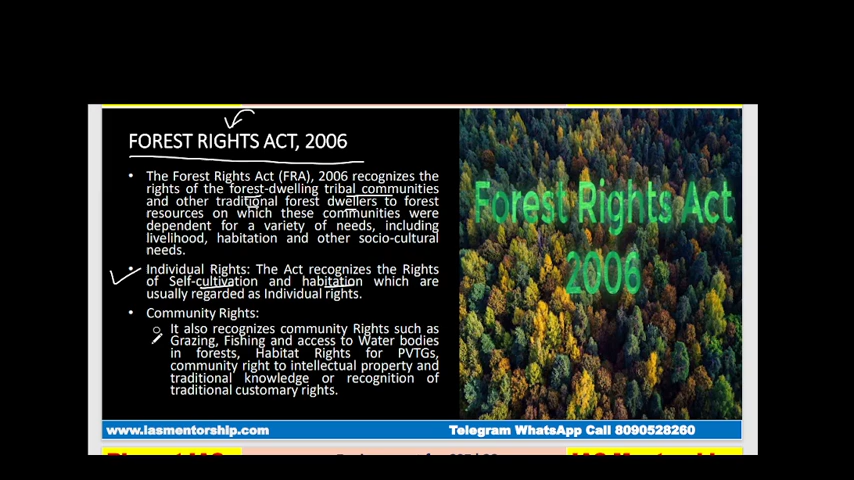 FOREST RIGHTS ACT, 2006
• The Forest Rights Act (FRA), 2006 recognizes the
rights of the forest-dwelling tribal communities
and other traditional forest dwellers to forest
resources on which these communities were
dependent for a variety of needs, including
livelihood, habitation and other socio-cultural
needs.
• Individual Rights: The Act recognizes the Rights
of Self-cultivation and habitation which are
usually regarded as Individual rights.
• Community Rights:
o It also recognizes community Rights such as
Grazing, Fishing and access to Water bodies
in forests, Habitat Rights for PVTGs,
community right to intellectual property and
traditional knowledge or recognition of
traditional customary rights.
Forest Rights Act
2006
www.iasmentorship.com
Telegram WhatsApp Call 8090528260